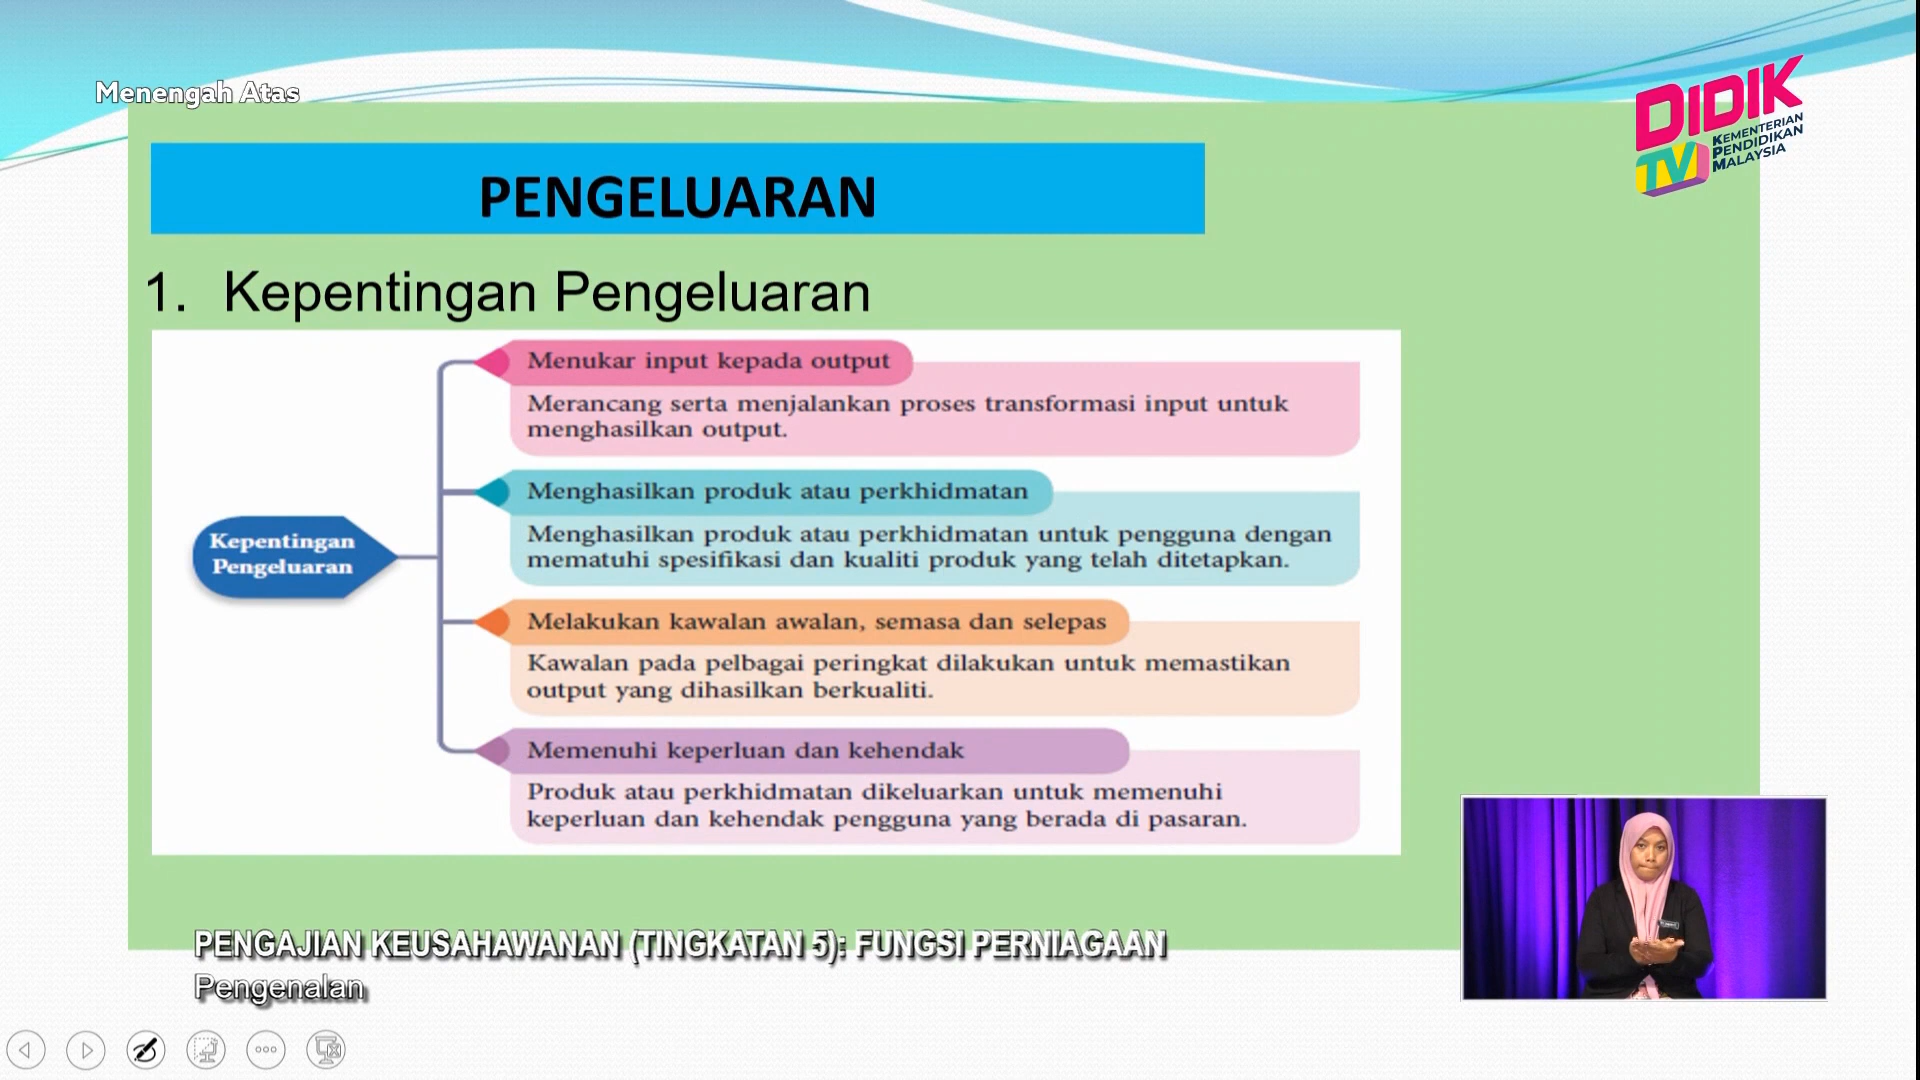 Menengah Atas
DIDIK
TV
KEMENTERIAN
PENDIDIKAN
MALAYSIA
PENGELUARAN
1. Kepentingan Pengeluaran
Kepentingan
Pengeluaran
Menukar input kepada output
Merancang serta menjalankan proses transformasi input untuk
menghasilkan output.
Menghasilkan produk atau perkhidmatan
Menghasilkan produk atau perkhidmatan untuk pengguna dengan
mematuhi spesifikasi dan kualiti produk yang telah ditetapkan.
Melakukan kawalan awalan, semasa dan selepas
Kawalan pada pelbagai peringkat dilakukan untuk memastikan
output yang dihasilkan berkualiti.
Memenuhi keperluan dan kehendak
Produk atau perkhidmatan dikeluarkan untuk memenuhi
keperluan dan kehendak pengguna yang berada di pasaran.
PENGAJIAN KEUSAHAWANAN (TINGKATAN 5): FUNGSI PERNIAGAAN
Pengenalan